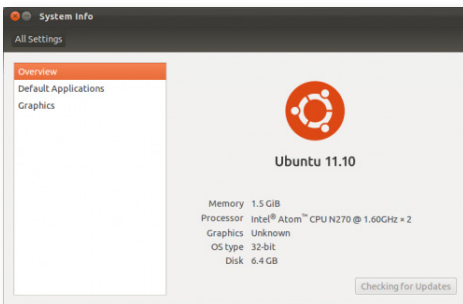 System Info
All Settings
Overview
Default Applications
Graphics
Ubuntu 11.10
Memory 1.5 GiB
Processor Intel® Atom™ CPU N270 @ 1.60GHz × 2
Graphics Unknown
OS type 32-bit
Disk 6.4 GB
Checking for Updates